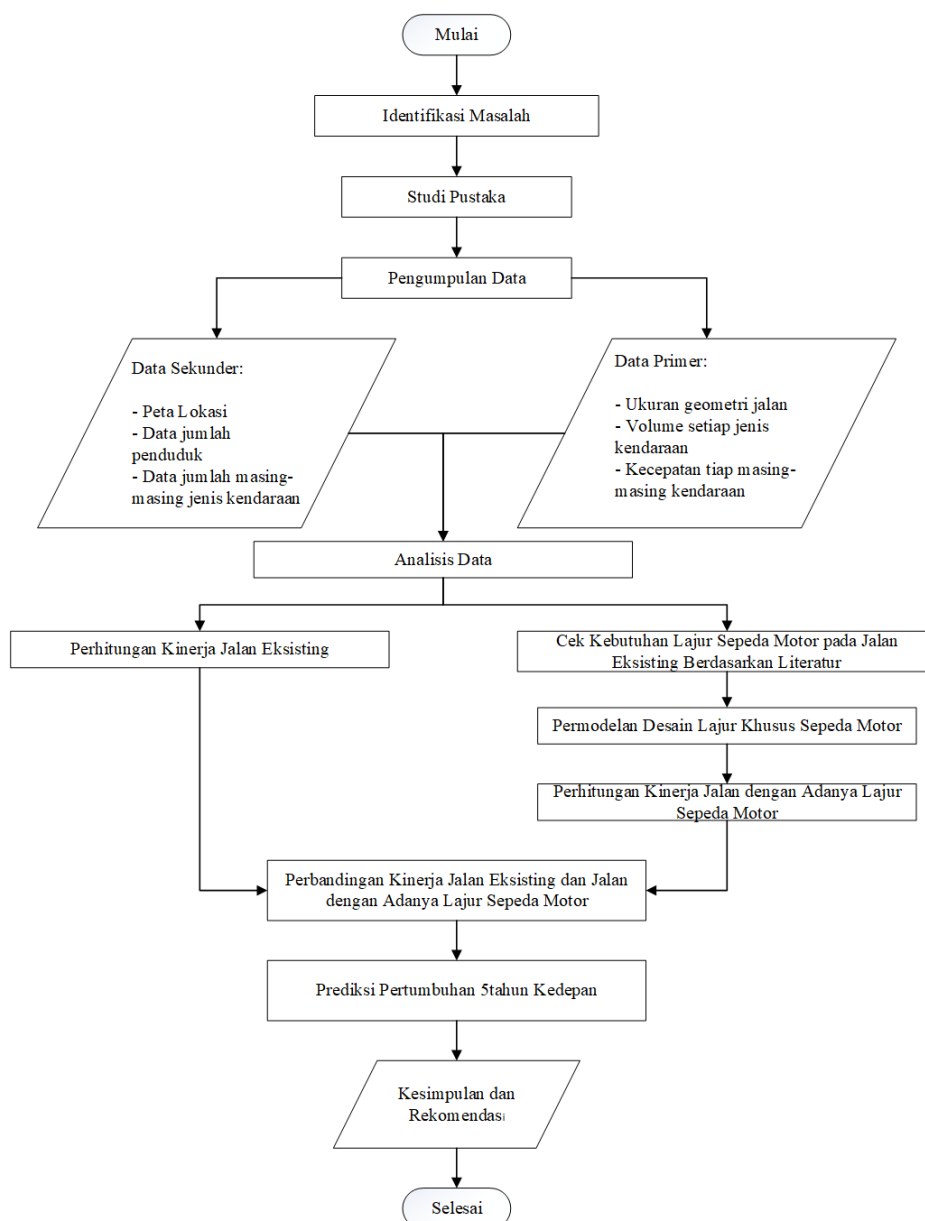 Mulai
Identifikasi Masalah
Studi Pustaka
Pengumpulan Data
Data Sekunder:
- Peta Lokasi
- Data jumlah
penduduk
- Data jumlah masing-
masing jenis kendaraan
Data Primer:
- Ukuran geometri jalan
- Volume setiap jenis
kendaraan
- Kecepatan tiap masing-
masing kendaraan
Analisis Data
Perhitungan Kinerja Jalan Eksisting
Cek Kebutuhan Lajur Sepeda Motor pada Jalan
Eksisting Berdasarkan Literatur
Permodelan Desain Lajur Khusus Sepeda Motor
Perhitungan Kinerja Jalan dengan Adanya Lajur
Sepeda Motor
Perbandingan Kinerja Jalan Eksisting dan Jalan
dengan Adanya Lajur Sepeda Motor
Prediksi Pertumbuhan 5tahun Kedepan
Kesimpulan dan
Rekomendasi
Selesai